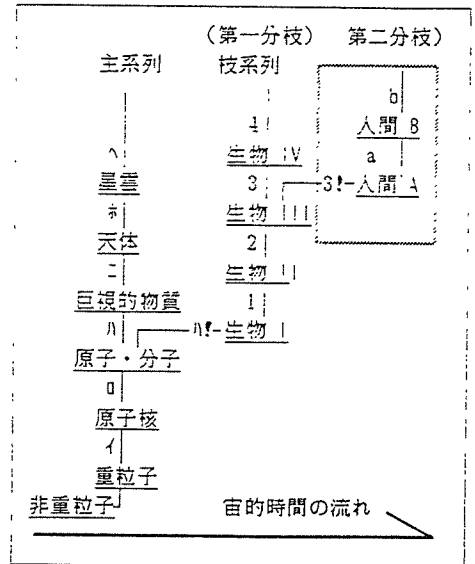 （第一分枝）　第二分枝）
主系列　枝系列
b
4　人間 B
ヘ　生物 IV　a
星雲　3　3!　人間 A
ホ　生物 III
天体　2
ニ　生物 II
巨視的物質　1
ハ　ハ!　生物 I
原子・分子
ロ
原子核
イ
重粒子
非重粒子　宙的時間の流れ